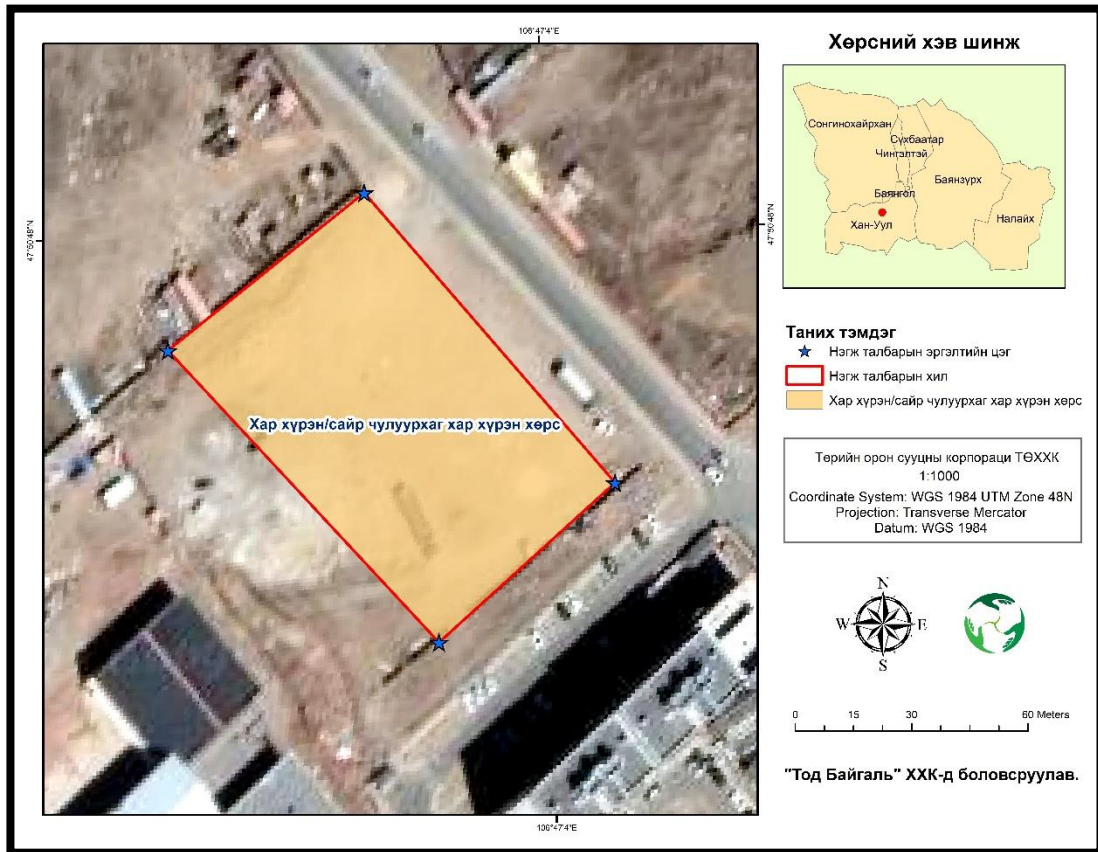 106°47'4"E
Хөрсний хэв шинж
Сонгинохайрхан
Сүхбаатар
Чингэлтэй
Баянзүрх
Баянгол
Налайх
Хан-Уул
47°50'48"N
47°50'48"N
Таних тэмдэг
Нэгж талбарын эргэлтийн цэг
Нэгж талбарын хил
Хар хүрэн/сайр чулуурхаг хар хүрэн хөрс
Хар хүрэн/сайр чулуурхаг хар хүрэн хөрс
Төрийн орон сууцны корпораци ТӨХХК
1:1000
Coordinate System: WGS 1984 UTM Zone 48N
Projection: Transverse Mercator
Datum: WGS 1984
N
W E
S
0 15 30 60 Meters
"Тод Байгаль" ХХК-д боловсруулав.
106°47'4"E